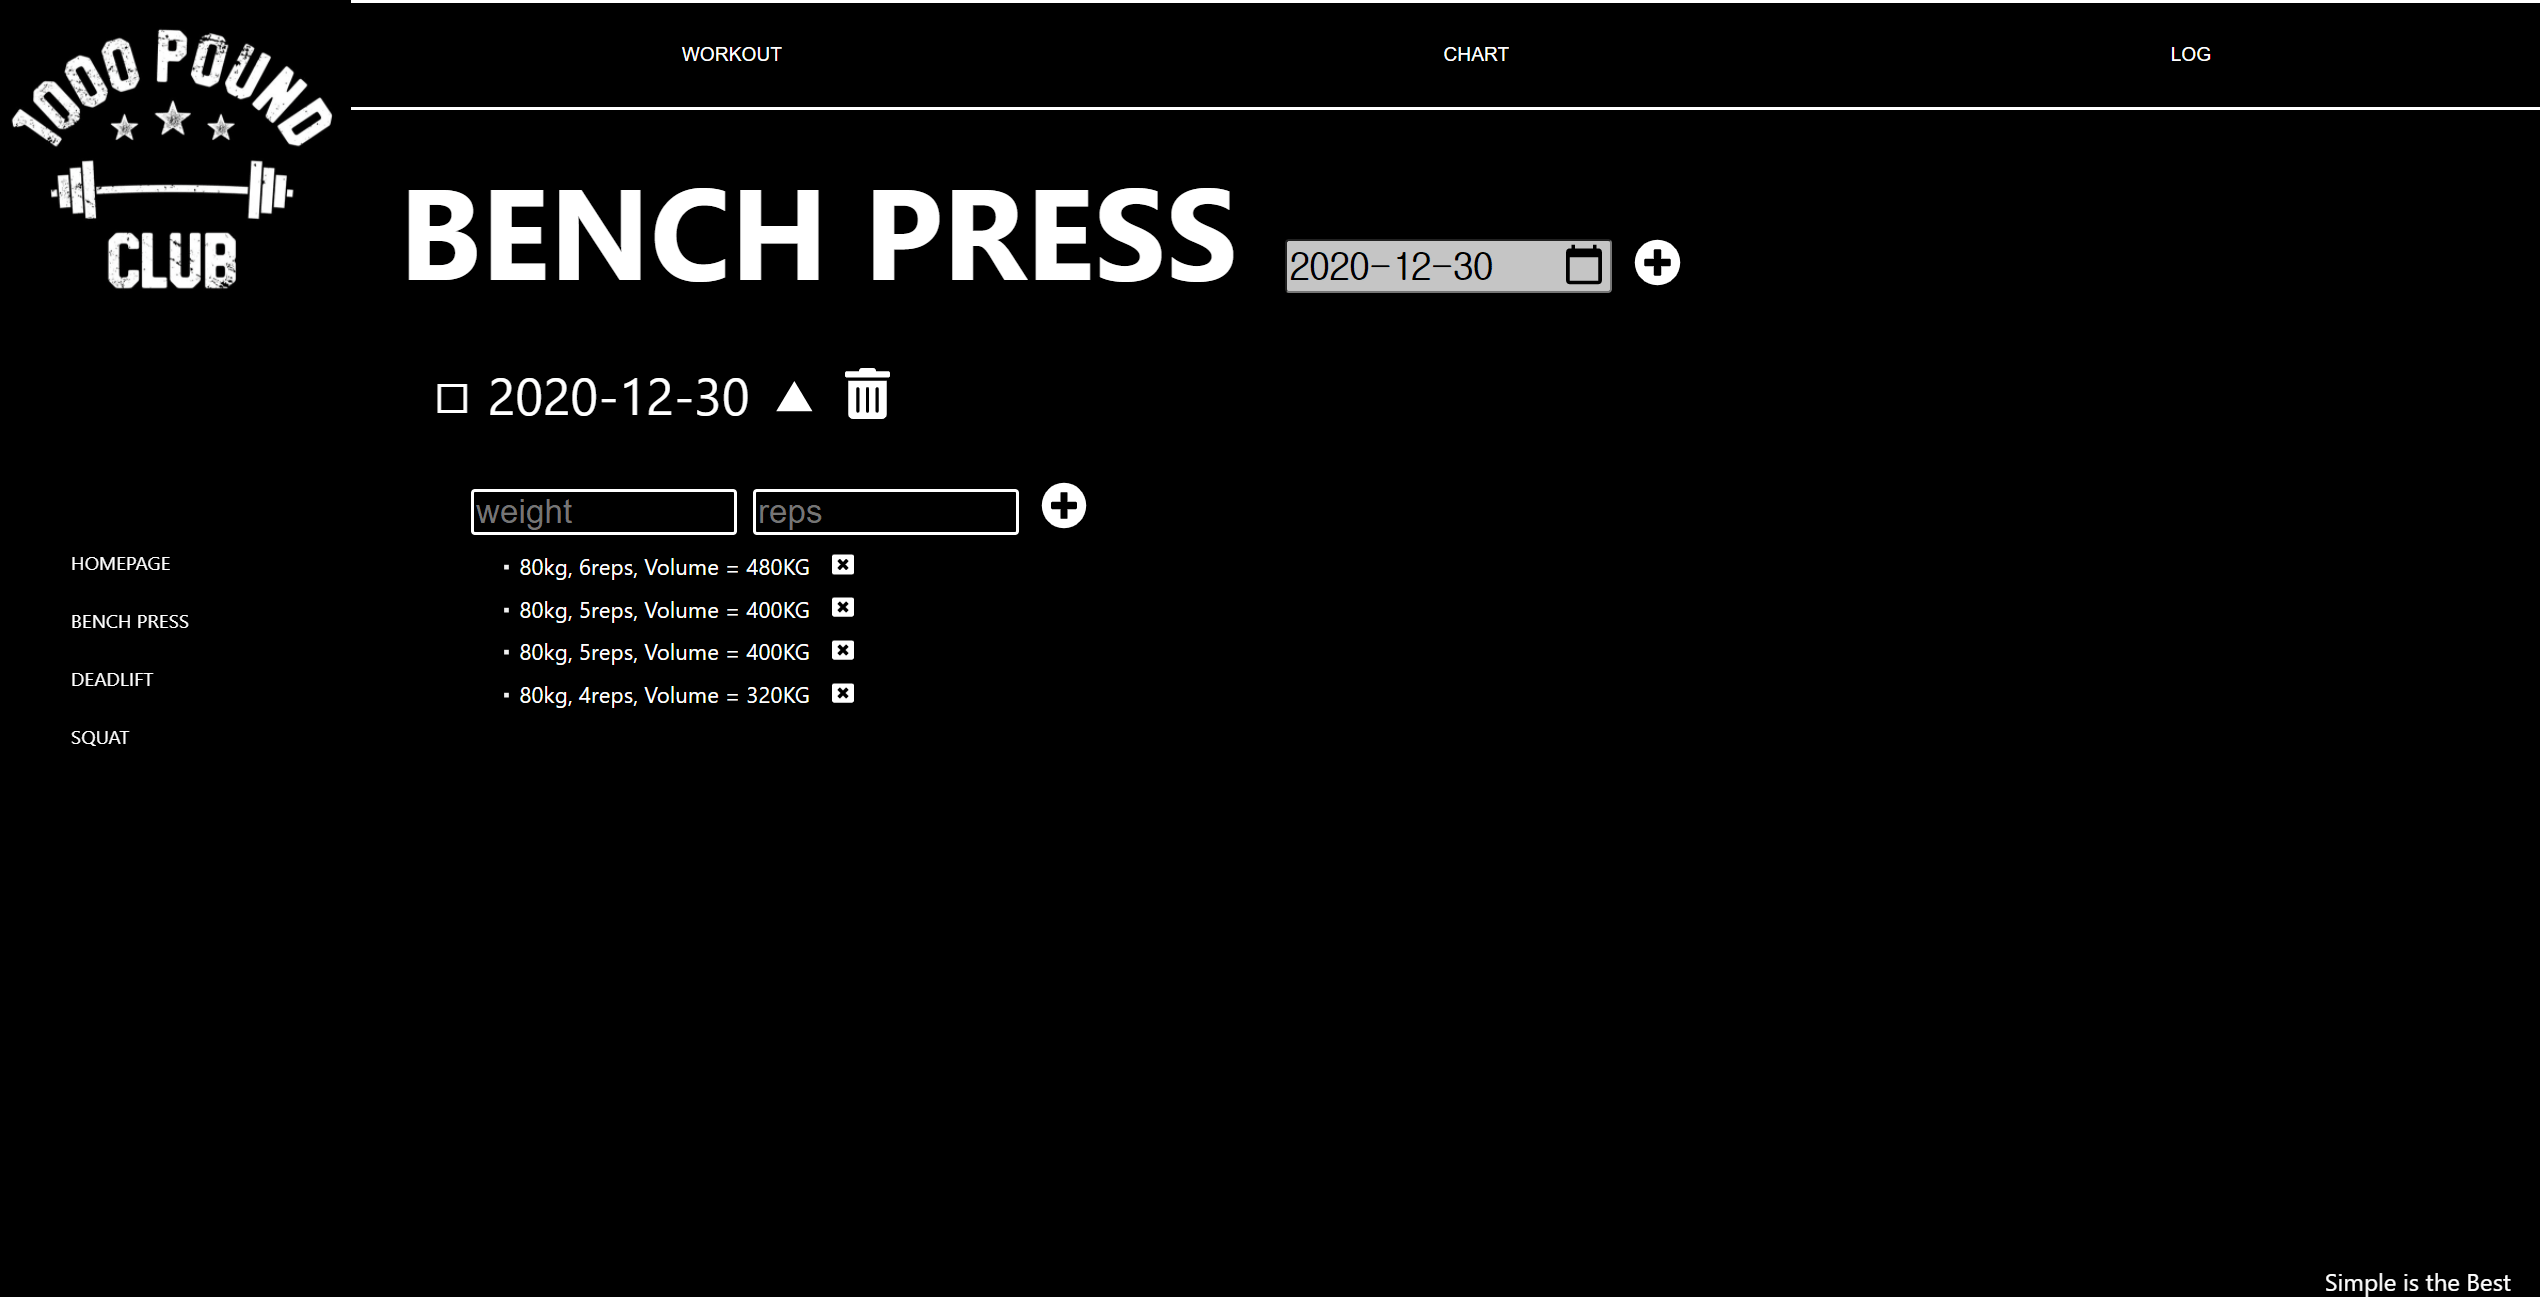 1000 POUND
CLUB
WORKOUT
CHART
LOG
BENCH PRESS
2020-12-30
2020-12-30
weight
reps
80kg, 6reps, Volume = 480KG
80kg, 5reps, Volume = 400KG
80kg, 5reps, Volume = 400KG
80kg, 4reps, Volume = 320KG
HOMEPAGE
BENCH PRESS
DEADLIFT
SQUAT
Simple is the Best